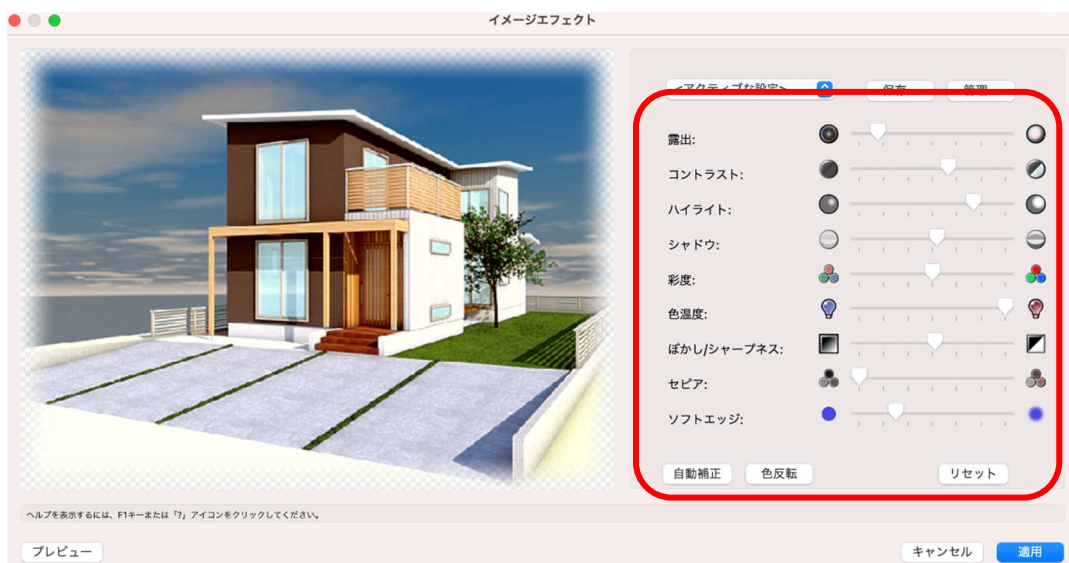 イメージエフェクト
<アクティブな設定>
保存...
管理...
露出:
コントラスト:
ハイライト:
シャドウ:
彩度:
色温度:
ぼかし/シャープネス:
セピア:
ソフトエッジ:
自動補正 色反転 リセット
ヘルプを表示するには、F1キーまたは「?」アイコンをクリックしてください。
プレビュー キャンセル 適用